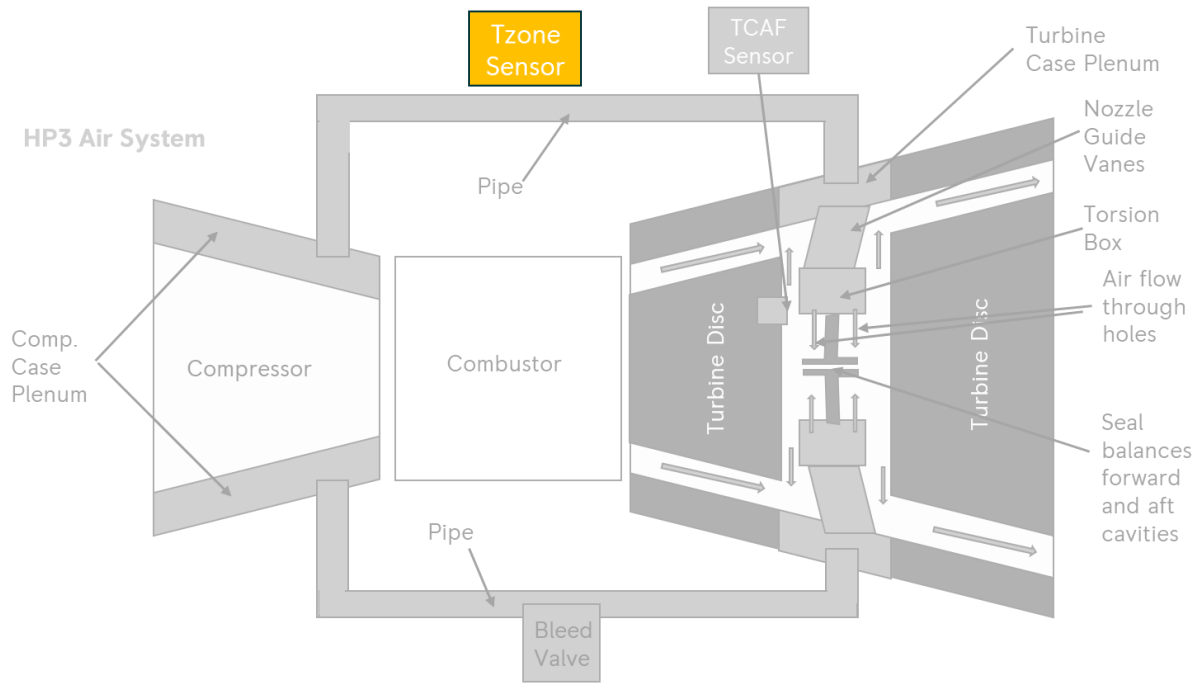 Tzone
Sensor
TCAF
Sensor
Turbine
Case Plenum
HP3 Air System
Nozzle
Guide
Vanes
Pipe
Torsion
Box
Air flow
through
holes
Comp.
Case
Plenum
Compressor
Combustor
Turbine Disc
Turbine Disc
Seal
balances
forward
and aft
cavities
Pipe
Bleed
Valve